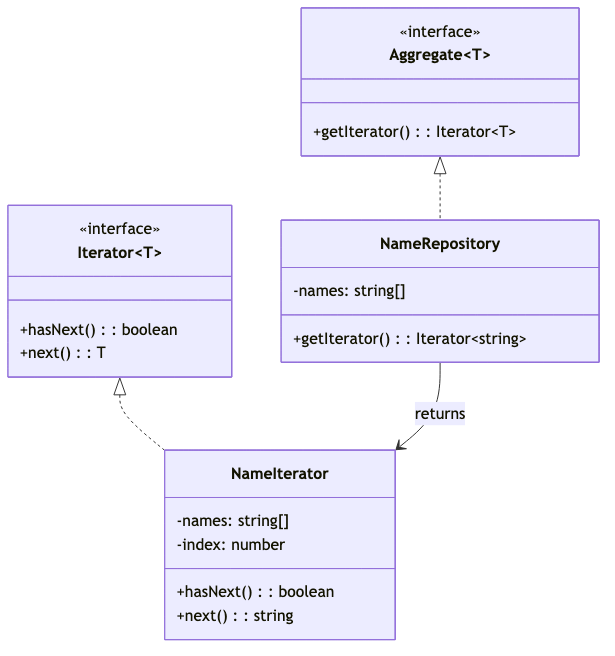 «interface»
Aggregate<T>
+getIterator() : : Iterator<T>
«interface»
Iterator<T>
+hasNext() : : boolean
+next() : : T
NameRepository
-names: string[]
+getIterator() : : Iterator<string>
returns
NameIterator
-names: string[]
-index: number
+hasNext() : : boolean
+next() : : string